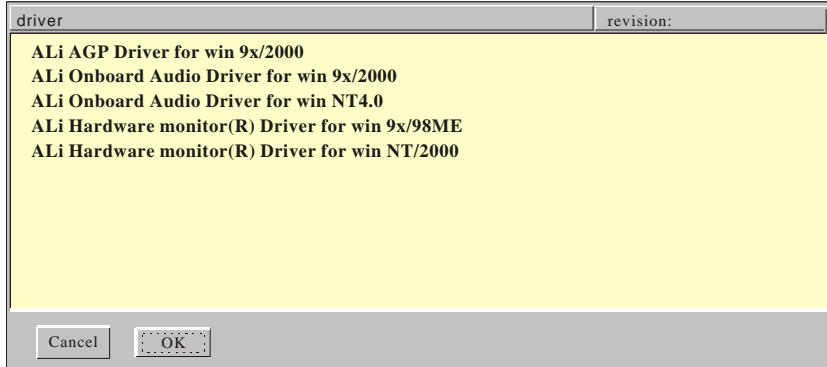 driver revision:
ALi AGP Driver for win 9x/2000
ALi Onboard Audio Driver for win 9x/2000
ALi Onboard Audio Driver for win NT4.0
ALi Hardware monitor(R) Driver for win 9x/98ME
ALi Hardware monitor(R) Driver for win NT/2000
Cancel OK